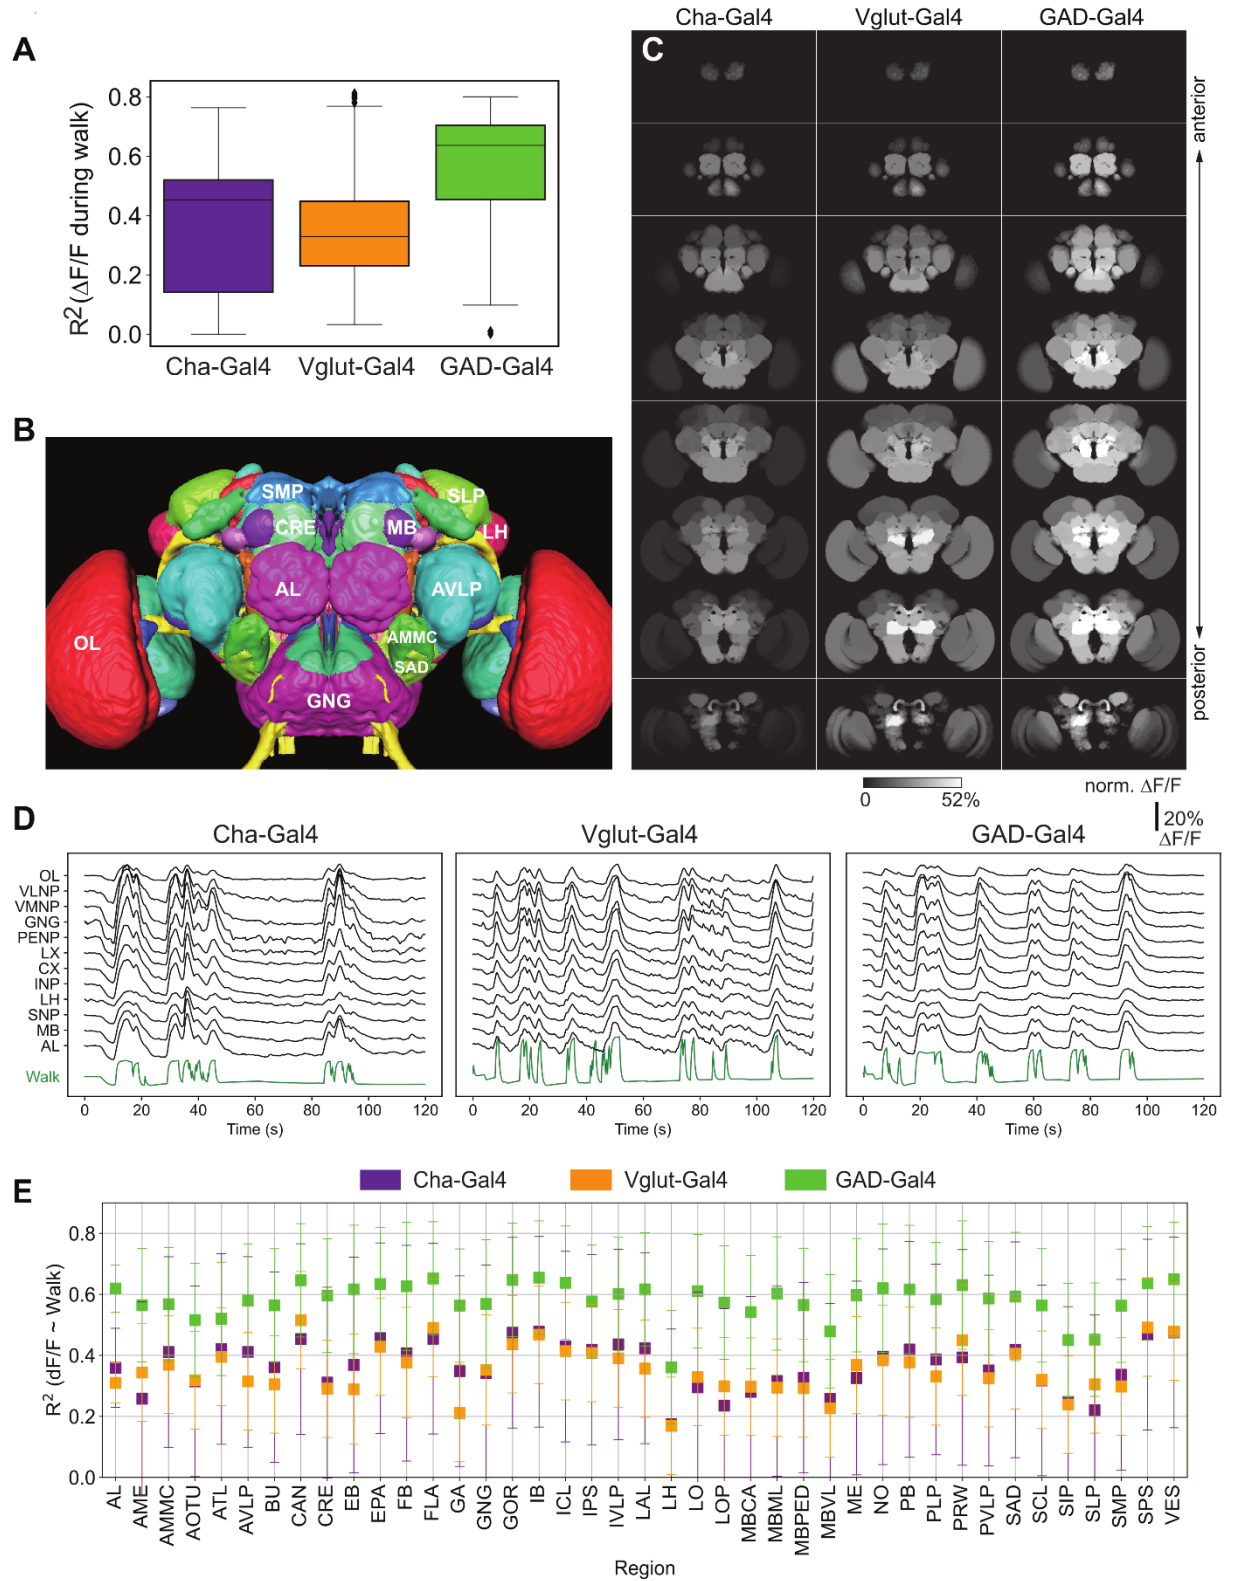 A
R2(ΔF/F during walk)
0.8
0.6
0.4
0.2
0.0
Cha-Gal4 Vglut-Gal4 GAD-Gal4
B
SMP
SLP
CRE
MB
LH
AL
AVLP
OL
AMMC
SAD
GNG
Cha-Gal4 Vglut-Gal4 GAD-Gal4
C
anterior
posterior
0 52%
norm. ΔF/F
20%
ΔF/F
D
Cha-Gal4 Vglut-Gal4 GAD-Gal4
OL
VLNP
VMNP
GNG
PENP
LX
CX
INP
LH
SNP
MB
AL
Walk
0 20 40 60 80 100 120
0 20 40 60 80 100 120
0 20 40 60 80 100 120
Time (s) Time (s) Time (s)
E
Cha-Gal4 Vglut-Gal4 GAD-Gal4
R2 (dF/F ~ Walk)
0.8
0.6
0.4
0.2
0.0
AL AME AMMC AOTU ATL AVLP BU CAN CRE EB EPA FB FLA GA GNG GOR IB ICL IPS IVLP LAL LH LO LOP MBCA MBML MBPED MBVL ME NO PB PLP PRW PVLP SAD SCL SIP SLP SMP SPS VES
Region